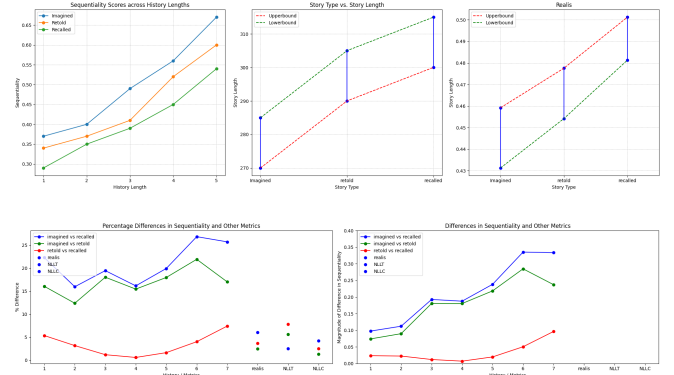 Sequentiality Scores across History Lengths
Imagined
Retold
Recalled
Sequentiality
0.65
0.60
0.55
0.50
0.45
0.40
0.35
0.30
1 2 3 4 5
History Length
Story Type vs. Story Length
Upperbound
Lowerbound
Story Length
310
300
290
280
270
Imagined retold recalled
Story Type
Realis
Upperbound
Lowerbound
Story Length
0.50
0.49
0.48
0.47
0.46
0.45
0.44
0.43
Imagined retold recalled
Story Type
Percentage Differences in Sequentiality and Other Metrics
imagined vs recalled
imagined vs retold
retold vs recalled
realis
NLLT
NLLC
% Difference
25
20
15
10
5
0
1 2 3 4 5 6 7 realis NLLT NLLC
History / Metrics
Differences in Sequentiality and Other Metrics
imagined vs recalled
imagined vs retold
retold vs recalled
realis
NLLT
NLLC
Magnitude of Difference in Sequentiality
0.40
0.35
0.30
0.25
0.20
0.15
0.10
0.05
0.00
1 2 3 4 5 6 7 realis NLLT NLLC
History / Metrics